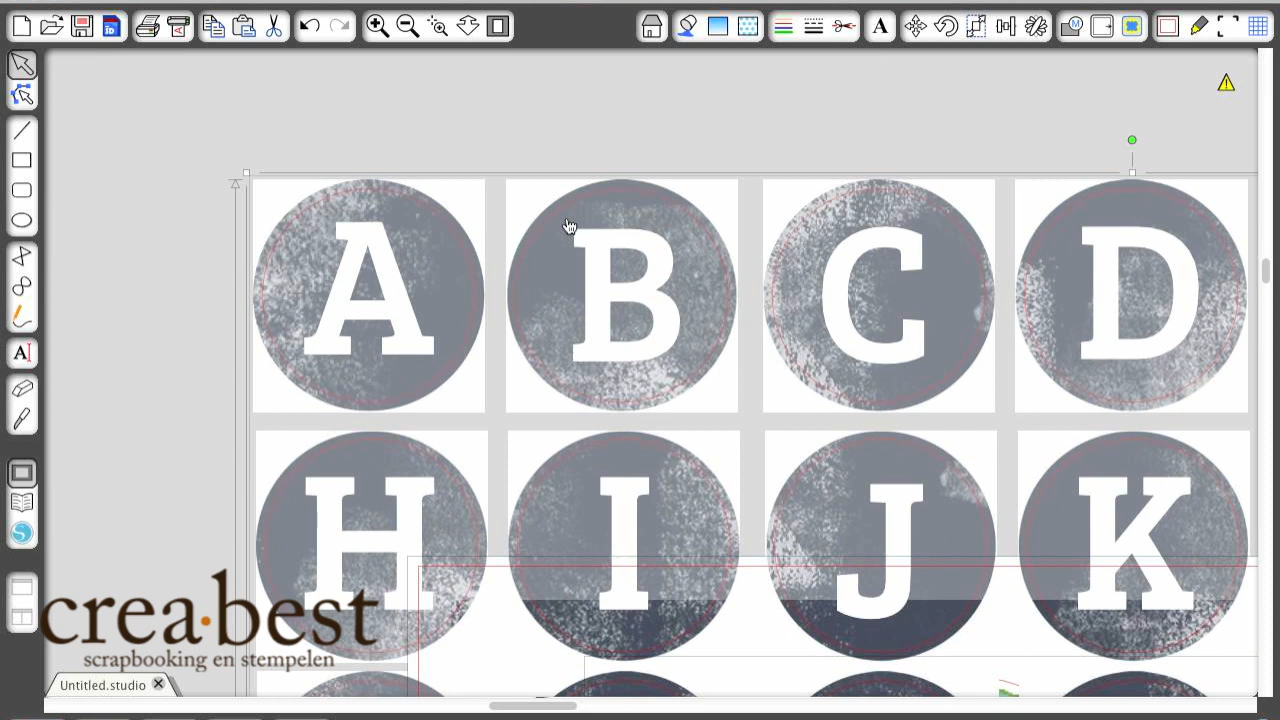 A B C D
H I J K
crea·best
scrapbooking en stempelen
Untitled.studio